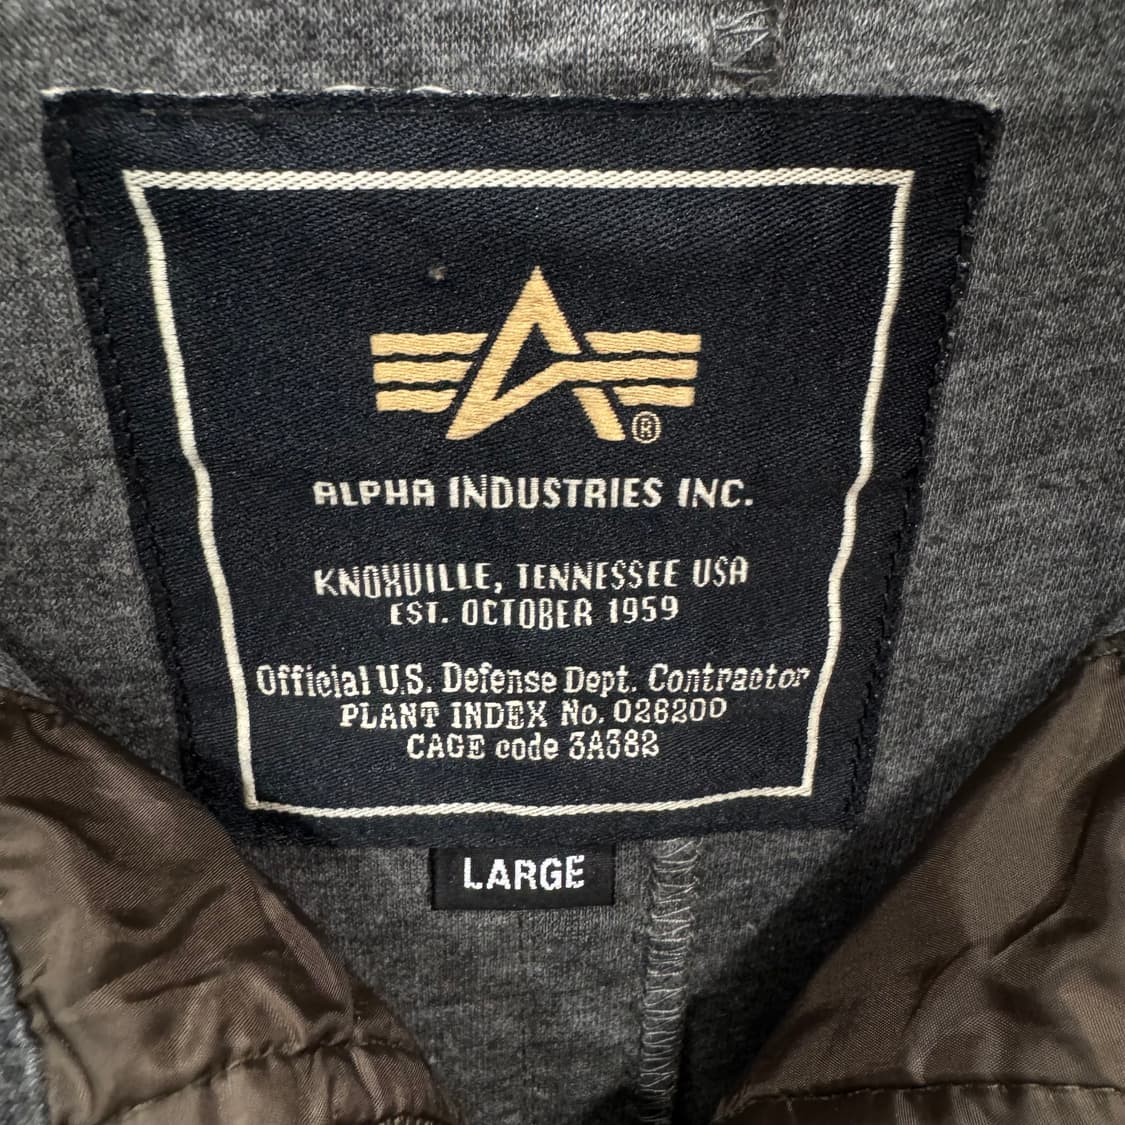 ®
ALPHA INDUSTRIES INC.
KNOXVILLE, TENNESSEE USA
EST. OCTOBER 1959
Official U.S. Defense Dept. Contractor
PLANT INDEX No. 028200
CAGE code 3A382
LARGE